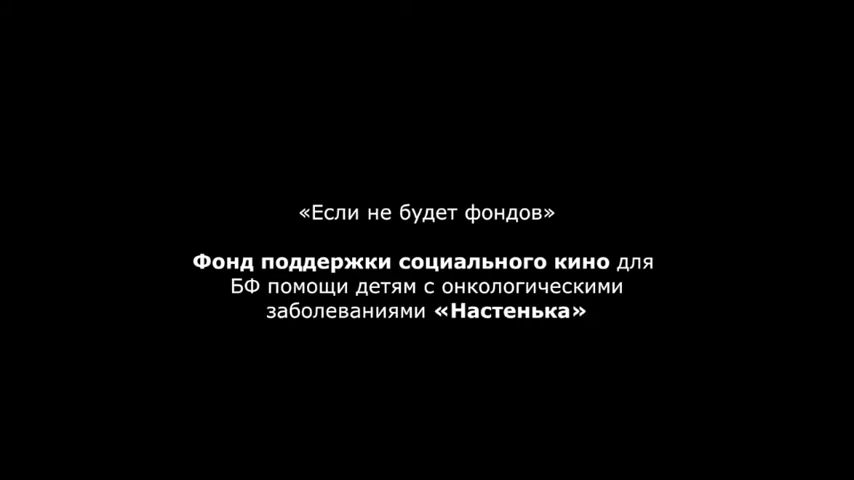 «Если не будет фондов»
Фонд поддержки социального кино для
БФ помощи детям с онкологическими
заболеваниями «Настенька»